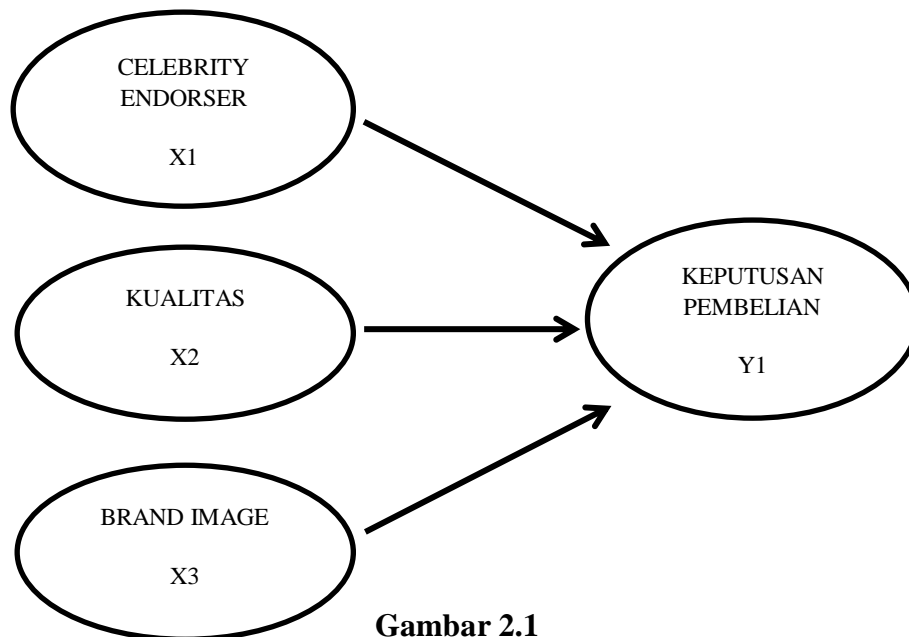 CELEBRITY
ENDORSER
X1
KUALITAS
X2
BRAND IMAGE
X3
KEPUTUSAN
PEMBELIAN
Y1
Gambar 2.1